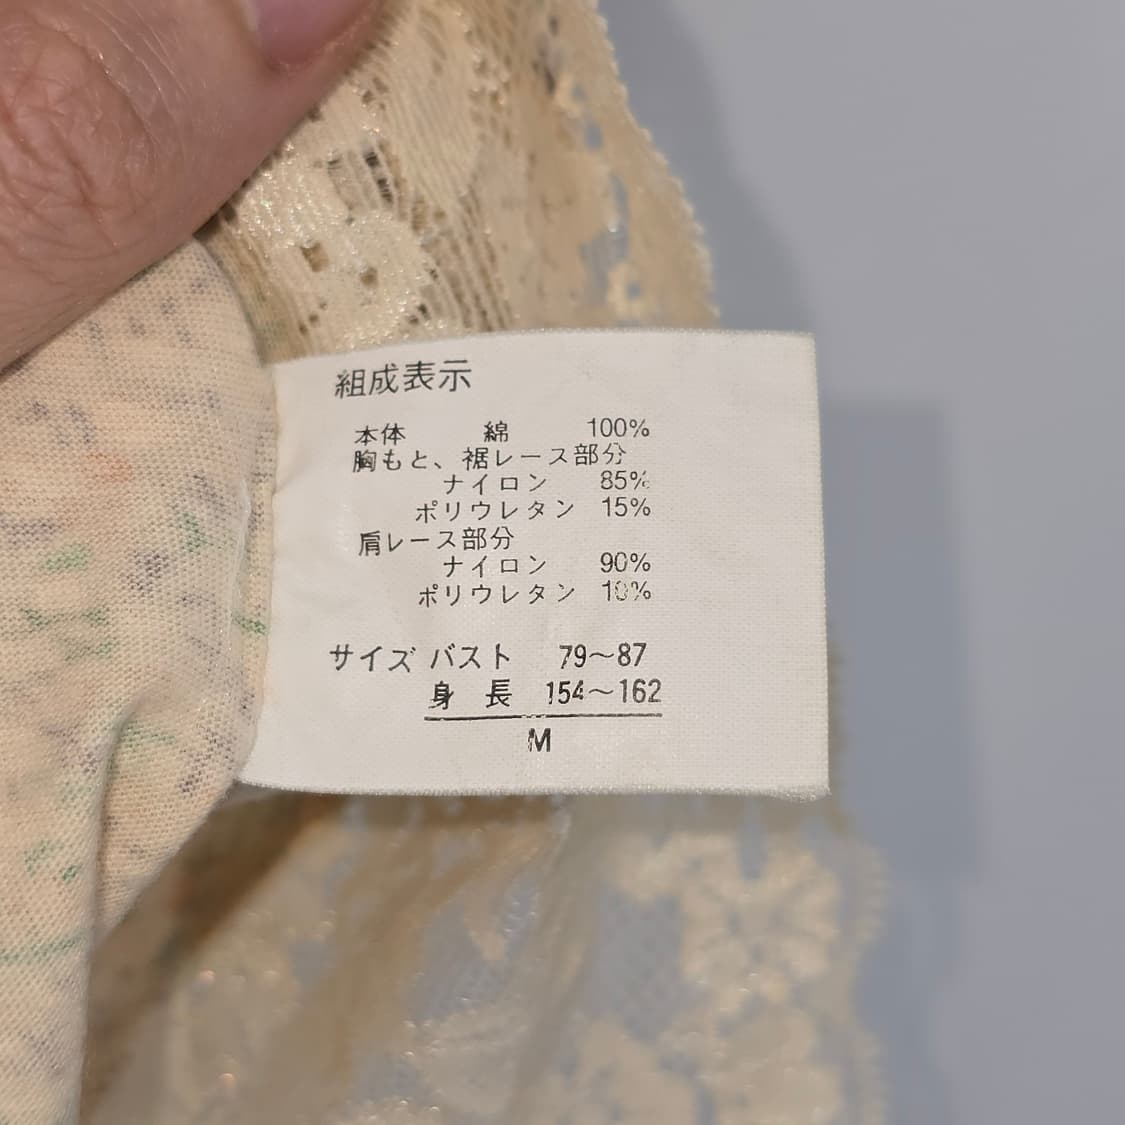 組成表示
本体 綿 100%
胸もと、裾レース部分
ナイロン 85%
ポリウレタン 15%
肩レース部分
ナイロン 90%
ポリウレタン 10%
サイズ バスト 79〜87
身長 154〜162
M